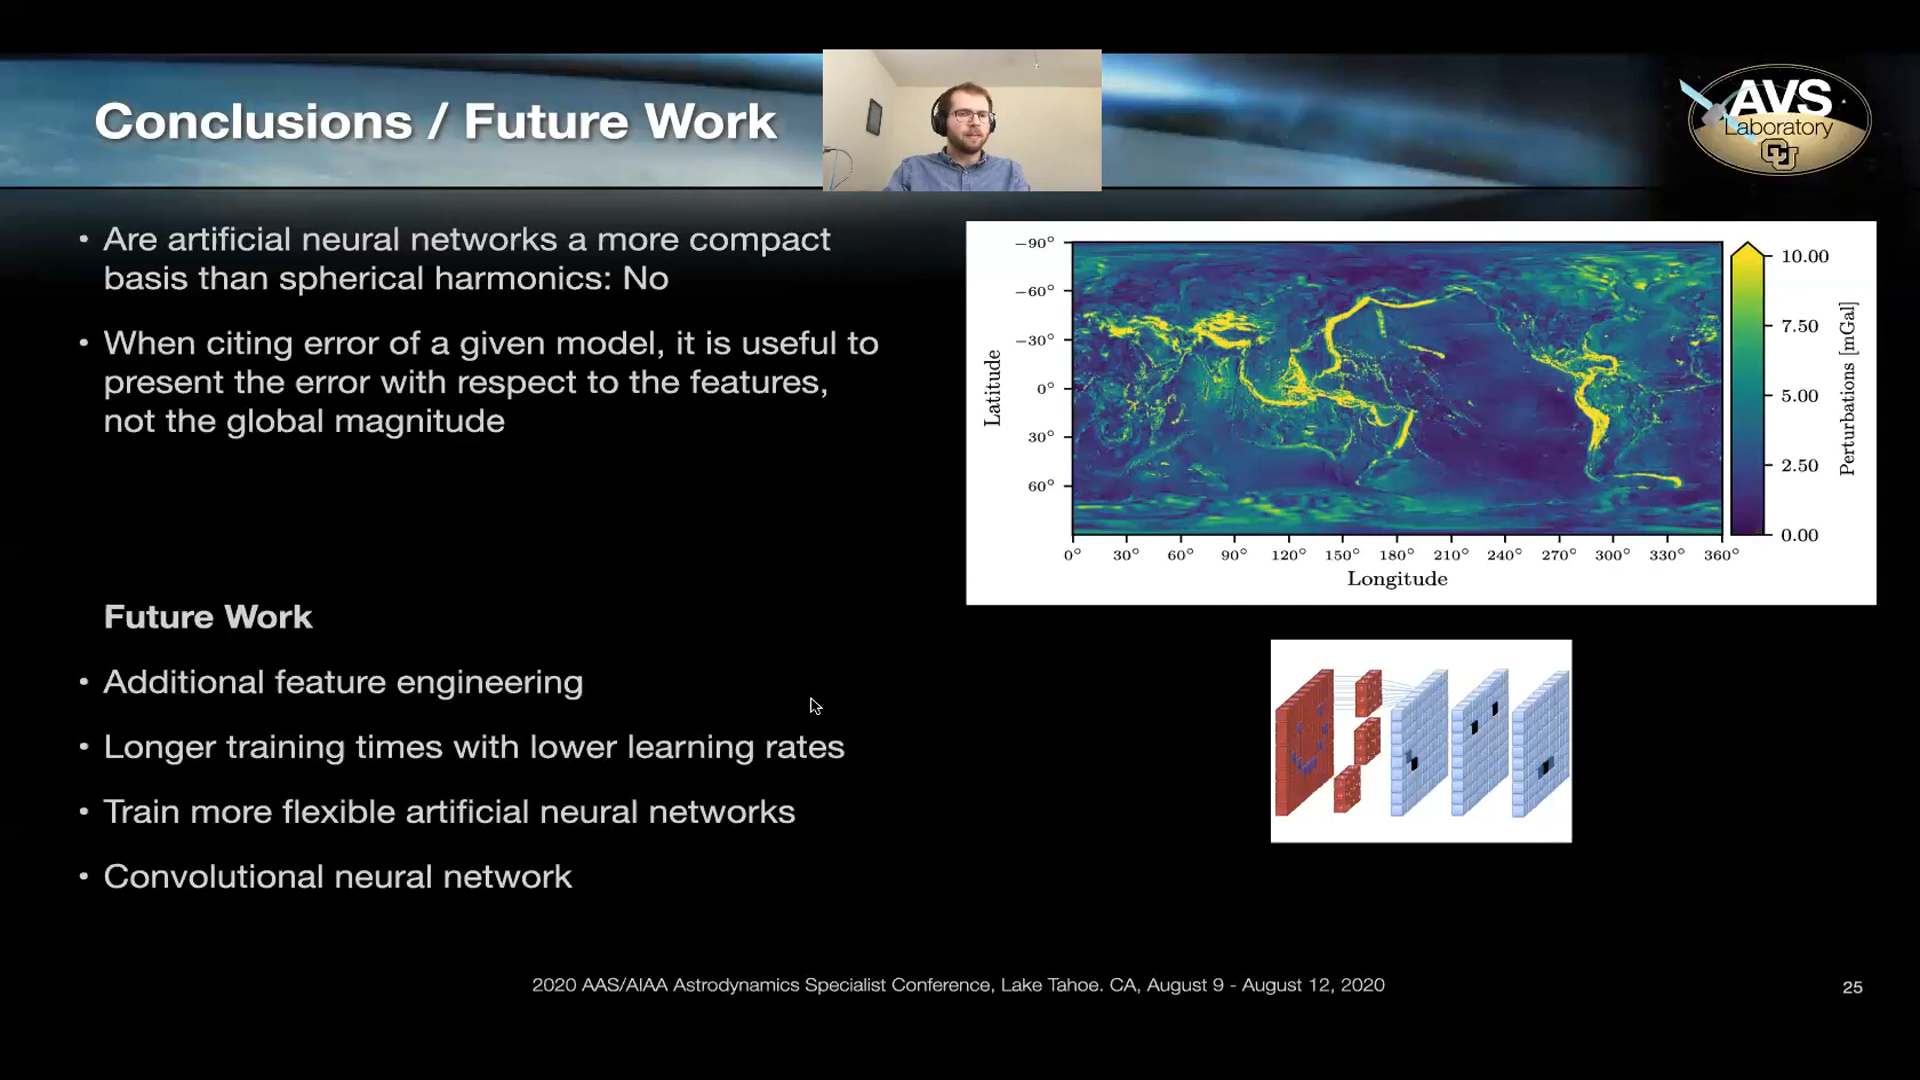 Conclusions / Future Work
AVS
Laboratory
CU
• Are artificial neural networks a more compact
basis than spherical harmonics: No
• When citing error of a given model, it is useful to
present the error with respect to the features,
not the global magnitude
Future Work
• Additional feature engineering
• Longer training times with lower learning rates
• Train more flexible artificial neural networks
• Convolutional neural network
−90°
−60°
−30°
0°
30°
60°
Latitude
0° 30° 60° 90° 120° 150° 180° 210° 240° 270° 300° 330° 360°
Longitude
10.00
7.50
5.00
2.50
0.00
Perturbations [mGal]
2020 AAS/AIAA Astrodynamics Specialist Conference, Lake Tahoe. CA, August 9 - August 12, 2020
25